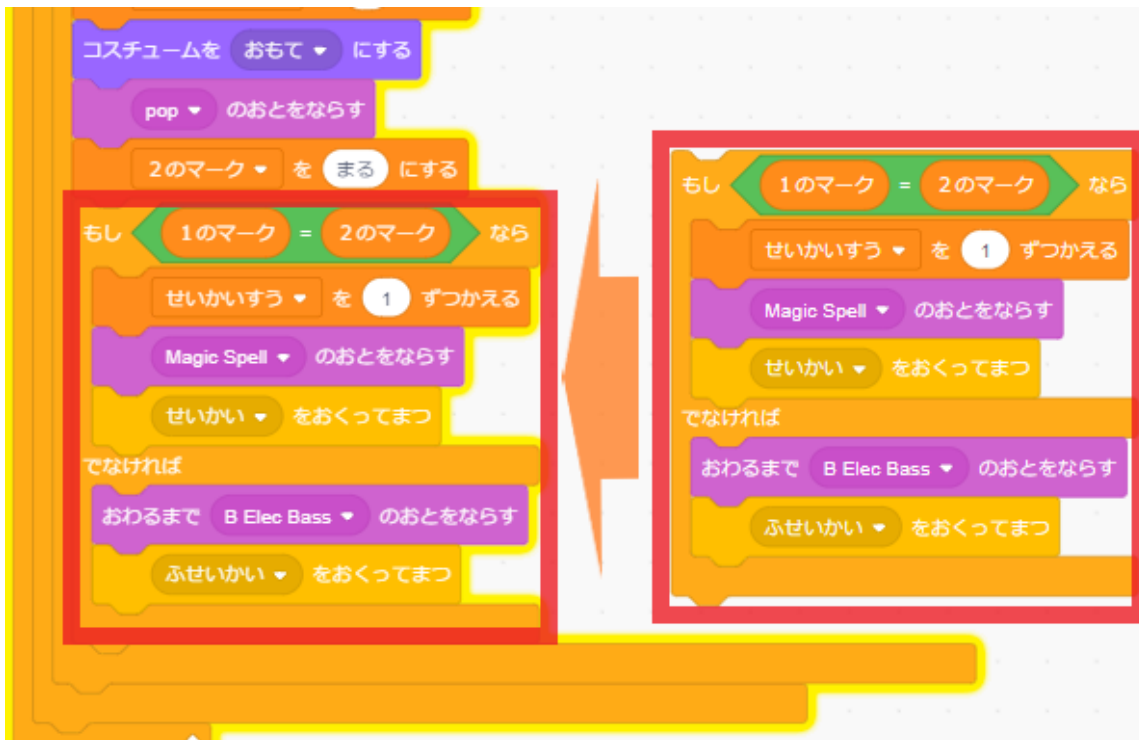 コスチュームを おもて にする
pop のおとをならす
2のマーク を まる にする
もし 1のマーク = 2のマーク なら
せいかいすう を 1 ずつかえる
Magic Spell のおとをならす
せいかい をおくってまつ
でなければ
おわるまで B Elec Bass のおとをならす
ふせいかい をおくってまつ
もし 1のマーク = 2のマーク なら
せいかいすう を 1 ずつかえる
Magic Spell のおとをならす
せいかい をおくってまつ
でなければ
おわるまで B Elec Bass のおとをならす
ふせいかい をおくってまつ